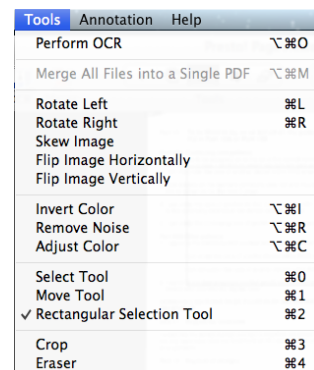 Tools Annotation Help
Perform OCR ⌥⌘O
Merge All Files into a Single PDF ⌥⌘M
Rotate Left ⌘L
Rotate Right ⌘R
Skew Image
Flip Image Horizontally
Flip Image Vertically
Invert Color ⌥⌘I
Remove Noise ⌥⌘R
Adjust Color ⌥⌘C
Select Tool ⌘0
Move Tool ⌘1
✓ Rectangular Selection Tool ⌘2
Crop ⌘3
Eraser ⌘4